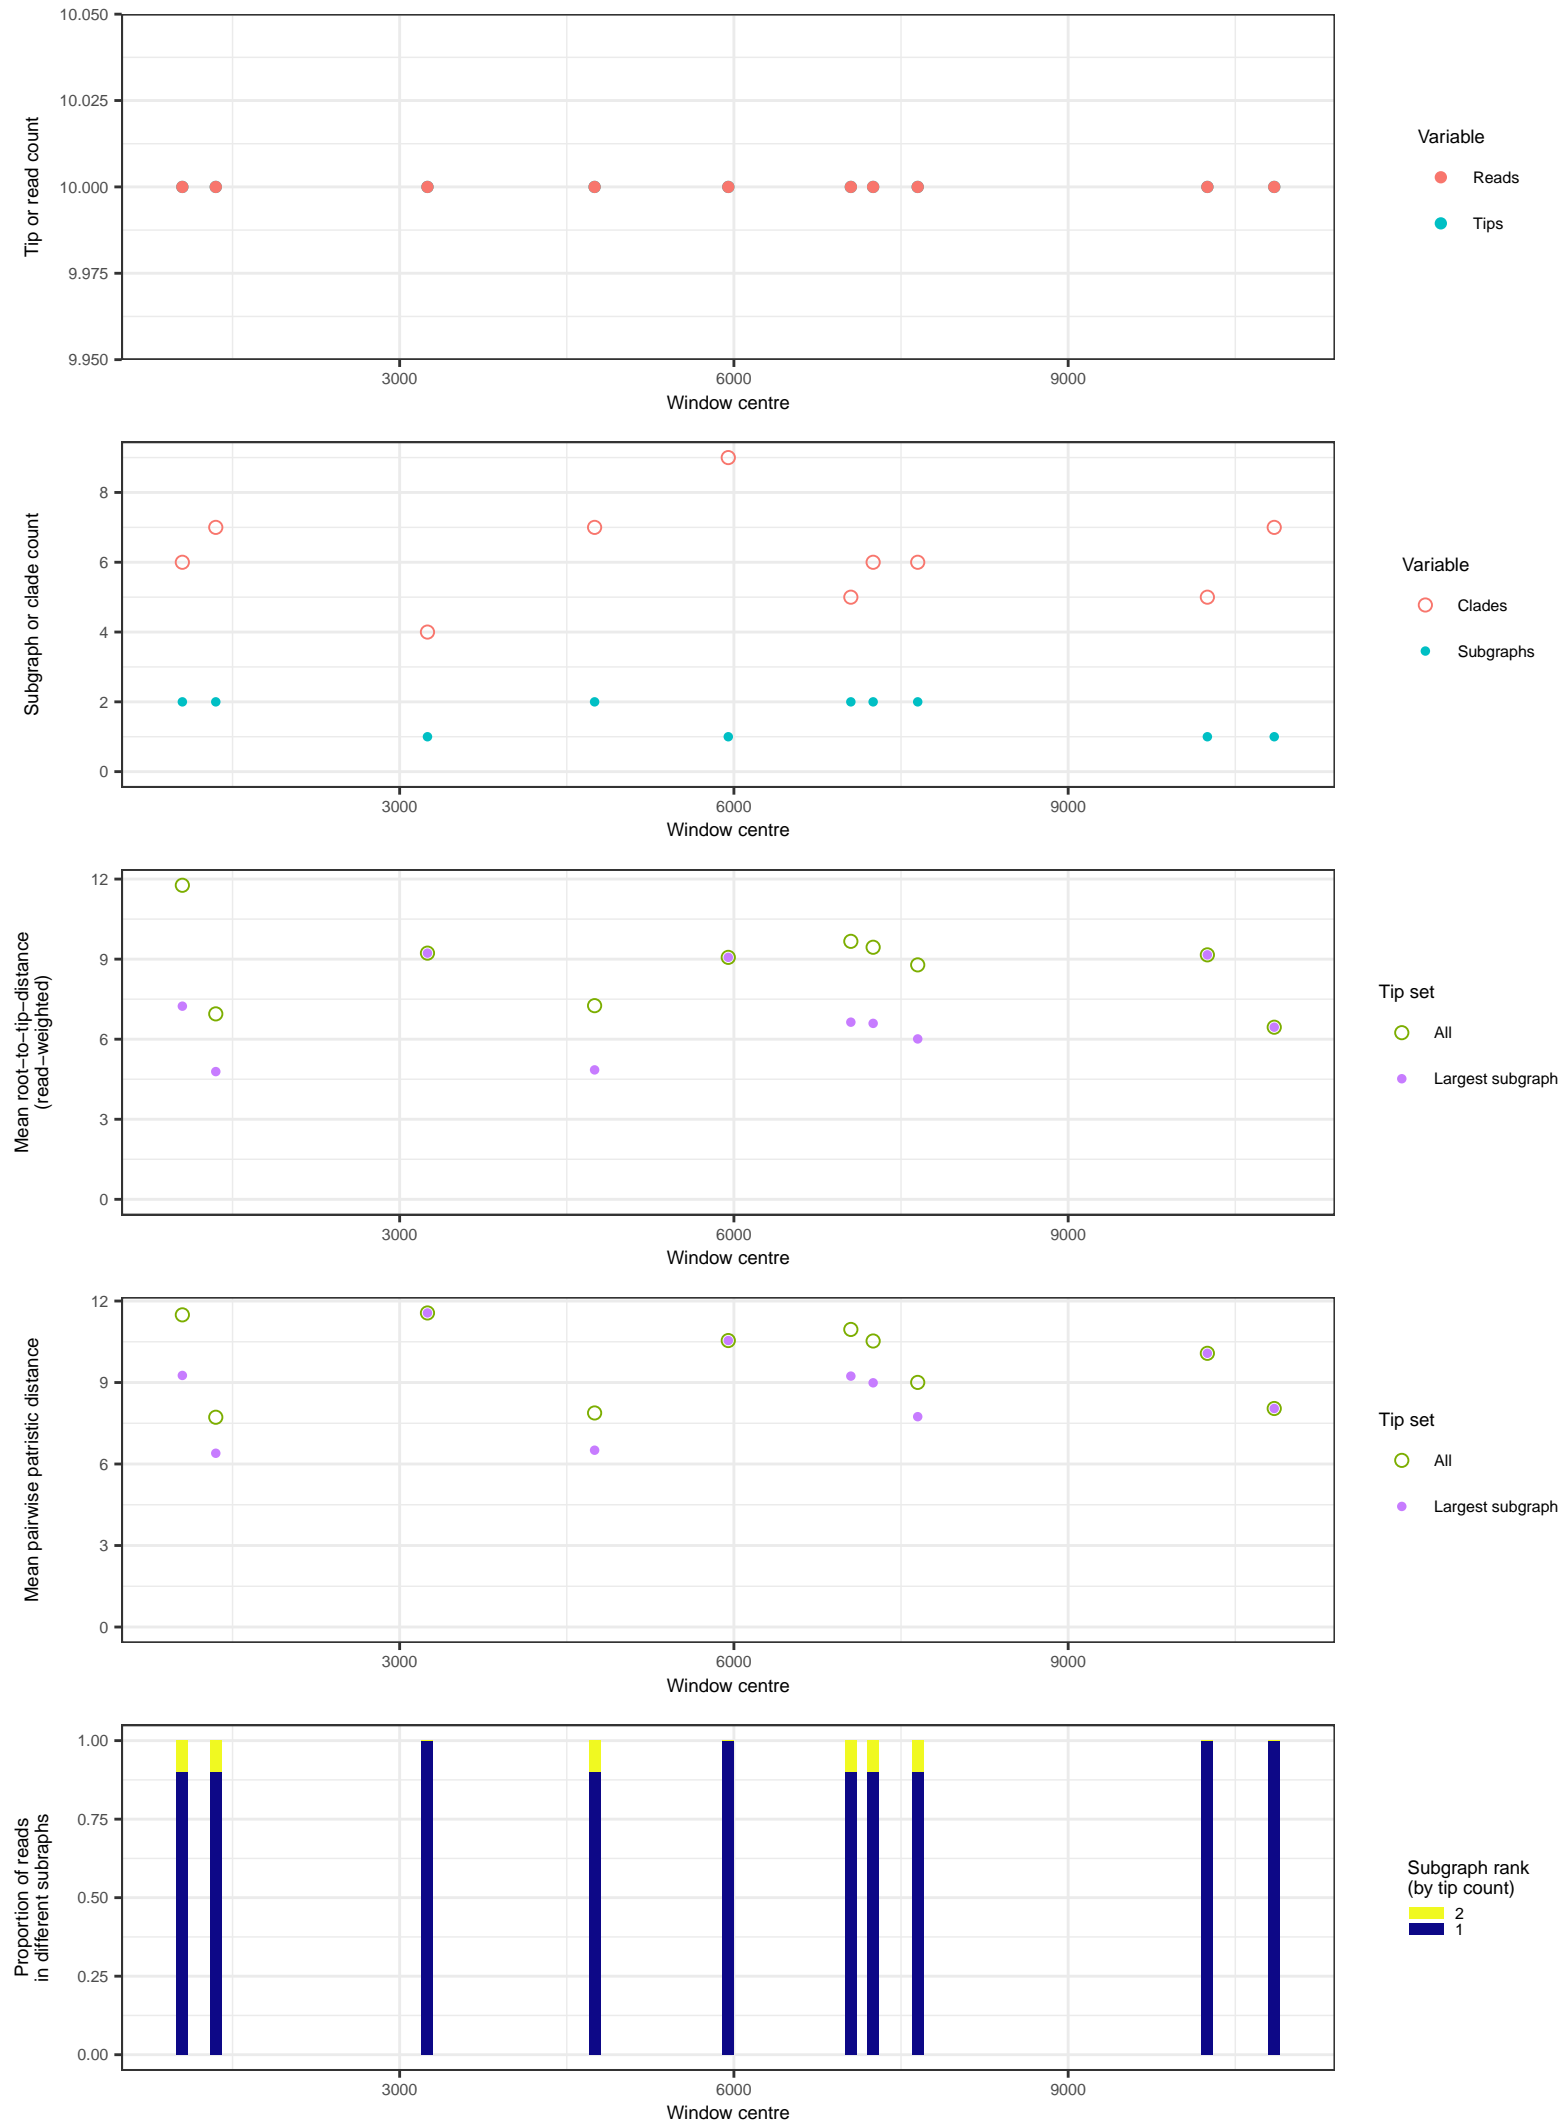 10.050
10.025
10.000
9.975
9.950
Tip or read count
3000 6000 9000
Window centre
Variable
Reads
Tips
8
6
4
2
0
Subgraph or clade count
3000 6000 9000
Window centre
Variable
Clades
Subgraphs
12
9
6
3
0
Mean root−to−tip−distance
(read−weighted)
3000 6000 9000
Window centre
Tip set
All
Largest subgraph
12
9
6
3
0
Mean pairwise patristic distance
3000 6000 9000
Window centre
Tip set
All
Largest subgraph
1.00
0.75
0.50
0.25
0.00
Proportion of reads
in different subraphs
3000 6000 9000
Window centre
Subgraph rank
(by tip count)
2
1